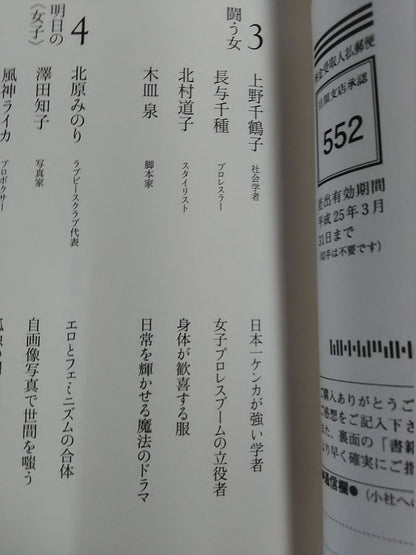 3
闘う女
上野千鶴子 社会学者 日本一ケンカが強い学者
長与千種 プロレスラー 女子プロレスブームの立役者
北村道子 スタイリスト 身体が歓喜する服
木皿 泉 脚本家 日常を輝かせる魔法のドラマ
4
明日の
〈女子〉
北原みのり ラブピースクラブ代表 エロとフェミニズムの合体
澤田知子 写真家 自画像写真で世間を嗤う
風神ライカ プロボクサー
金受取人払郵便
支店承認
552
差出有効期間
平成25年3月
31日まで
(切手は不要です)
ご購入ありがとうご
ご感想をご記入下さ
また、裏面の「書籍
より早く確実にご指
通信欄● (小社へ